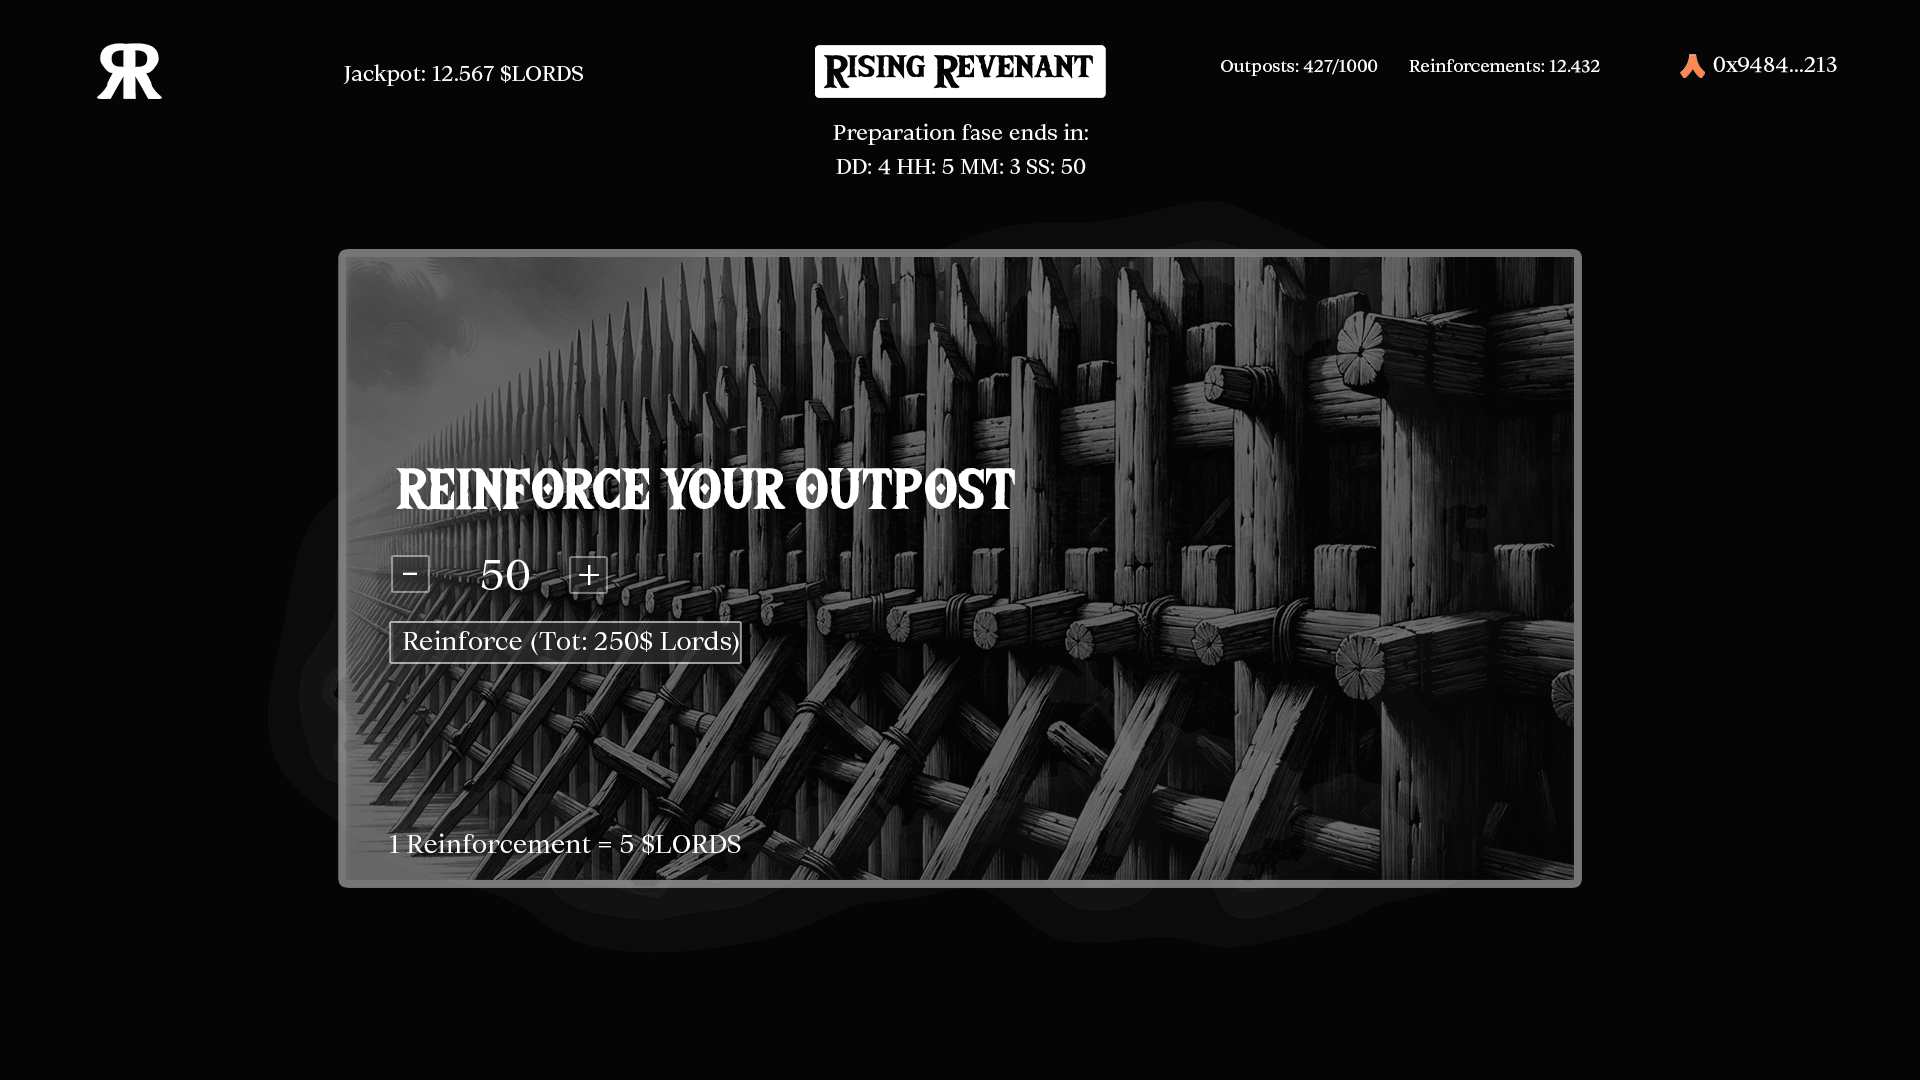 RR
Jackpot: 12.567 $LORDS
RISING REVENANT
Outposts: 427/1000
Reinforcements: 12.432
0x9484...213
Preparation fase ends in:
DD: 4 HH: 5 MM: 3 SS: 50
REINFORCE YOUR OUTPOST
- 50 +
Reinforce (Tot: 250$ Lords)
1 Reinforcement = 5 $LORDS